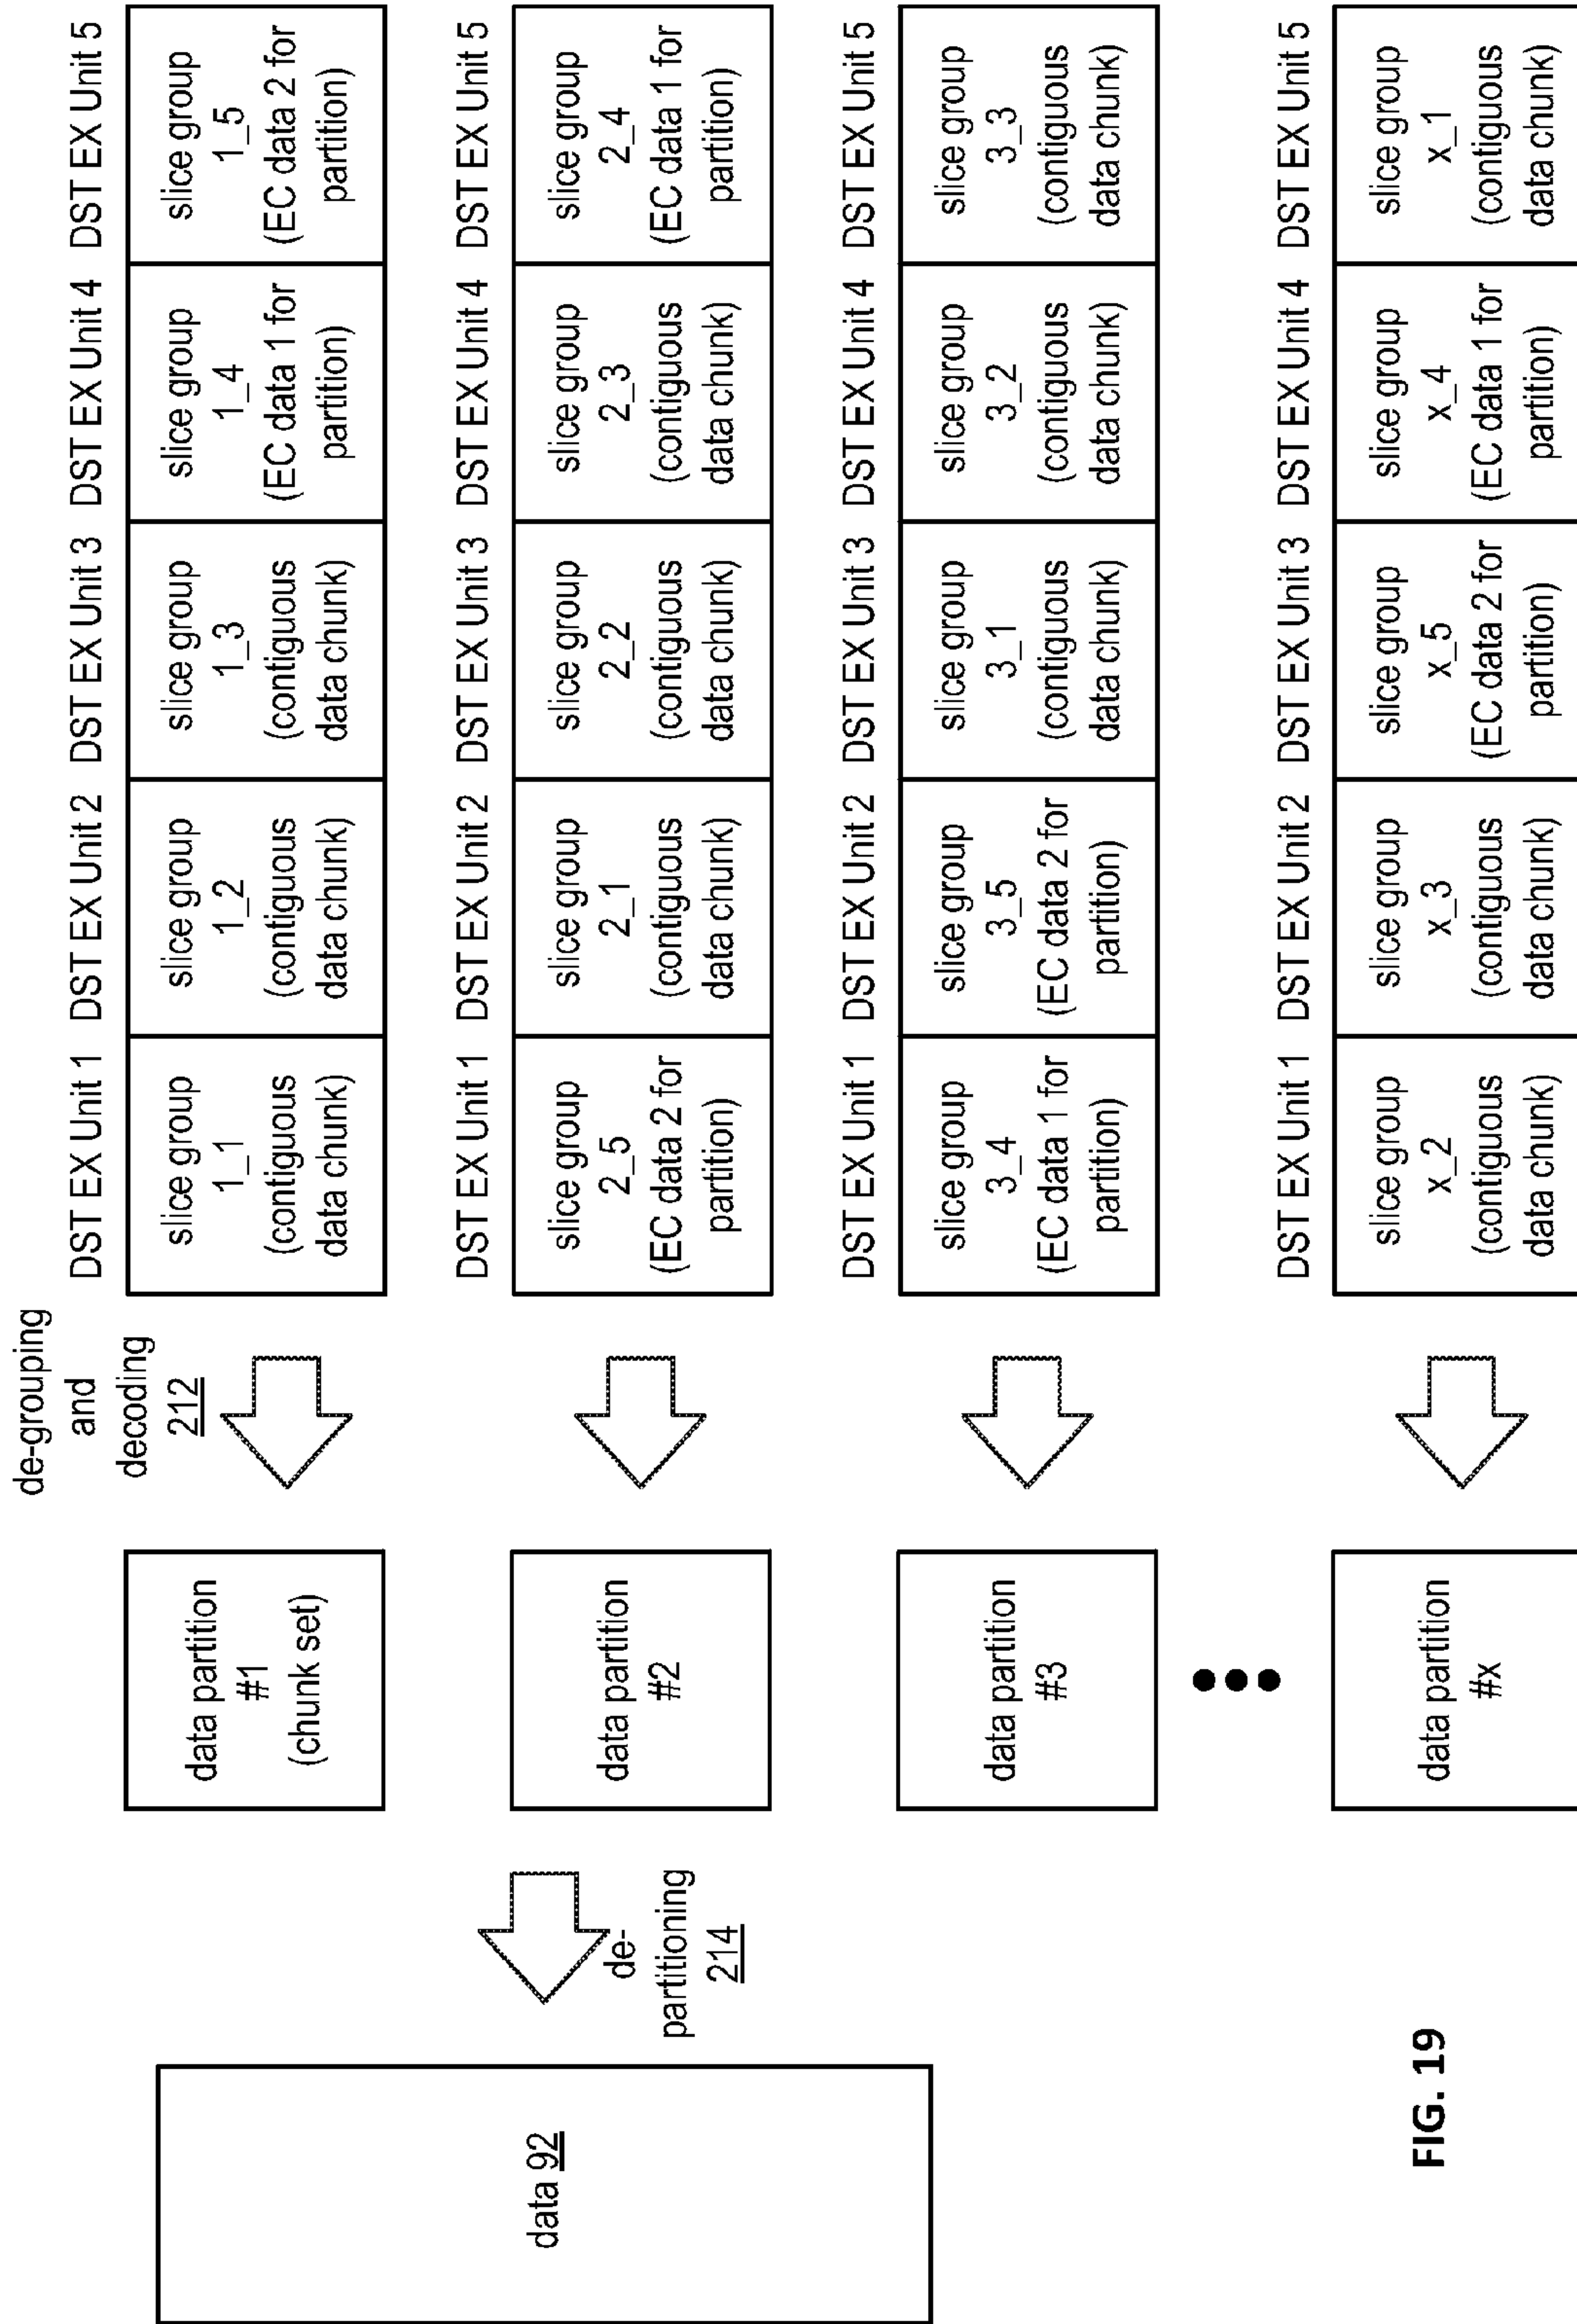 de-grouping
and
decoding
212
DST EX Unit 1 DST EX Unit 2 DST EX Unit 3 DST EX Unit 4 DST EX Unit 5
data partition
#1
(chunk set)
slice group
1_1
(contiguous
data chunk)
slice group
1_2
(contiguous
data chunk)
slice group
1_3
(contiguous
data chunk)
slice group
1_4
(EC data 1 for
partition)
slice group
1_5
(EC data 2 for
partition)
data 92
de-
partitioning
214
DST EX Unit 1 DST EX Unit 2 DST EX Unit 3 DST EX Unit 4 DST EX Unit 5
data partition
#2
slice group
2_5
(EC data 2 for
partition)
slice group
2_1
(contiguous
data chunk)
slice group
2_2
(contiguous
data chunk)
slice group
2_3
(contiguous
data chunk)
slice group
2_4
(EC data 1 for
partition)
DST EX Unit 1 DST EX Unit 2 DST EX Unit 3 DST EX Unit 4 DST EX Unit 5
data partition
#3
slice group
3_4
(EC data 1 for
partition)
slice group
3_5
(EC data 2 for
partition)
slice group
3_1
(contiguous
data chunk)
slice group
3_2
(contiguous
data chunk)
slice group
3_3
(contiguous
data chunk)
DST EX Unit 1 DST EX Unit 2 DST EX Unit 3 DST EX Unit 4 DST EX Unit 5
data partition
#x
slice group
x_2
(contiguous
data chunk)
slice group
x_3
(contiguous
data chunk)
slice group
x_5
(EC data 2 for
partition)
slice group
x_4
(EC data 1 for
partition)
slice group
x_1
(contiguous
data chunk)
FIG. 19